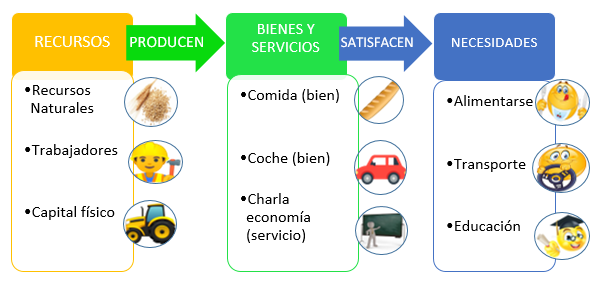 RECURSOS
PRODUCEN
BIENES Y
SERVICIOS
SATISFACEN
NECESIDADES
•Recursos
Naturales
•Trabajadores
•Capital físico
•Comida (bien)
•Coche (bien)
•Charla
economía
(servicio)
•Alimentarse
•Transporte
•Educación